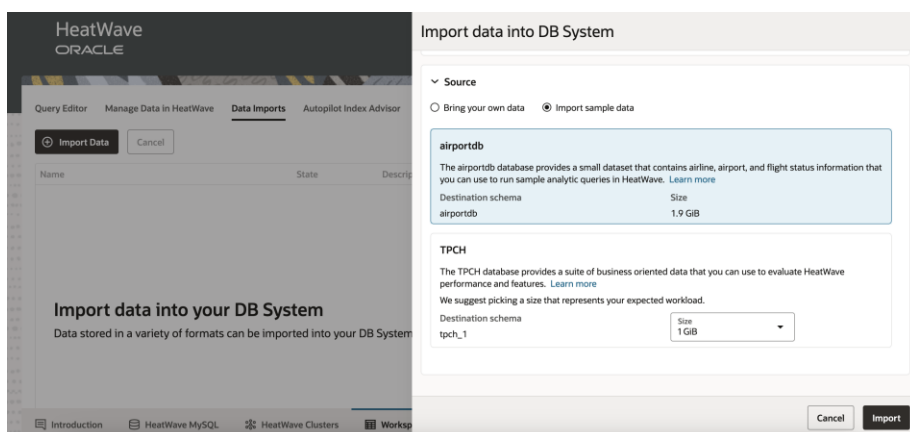 HeatWave
ORACLE
Query Editor Manage Data in HeatWave Data Imports Autopilot Index Advisor
Import Data Cancel
Name State Descrip
Import data into your DB System
Data stored in a variety of formats can be imported into your DB System
Introduction HeatWave MySQL HeatWave Clusters Worksp
Import data into DB System
Source
Bring your own data Import sample data
airportdb
The airportdb database provides a small dataset that contains airline, airport, and flight status information that
you can use to run sample analytic queries in HeatWave. Learn more
Destination schema Size
airportdb 1.9 GiB
TPCH
The TPCH database provides a suite of business oriented data that you can use to evaluate HeatWave
performance and features. Learn more
We suggest picking a size that represents your expected workload.
Destination schema Size
tpch_1 1 GiB
Cancel Import